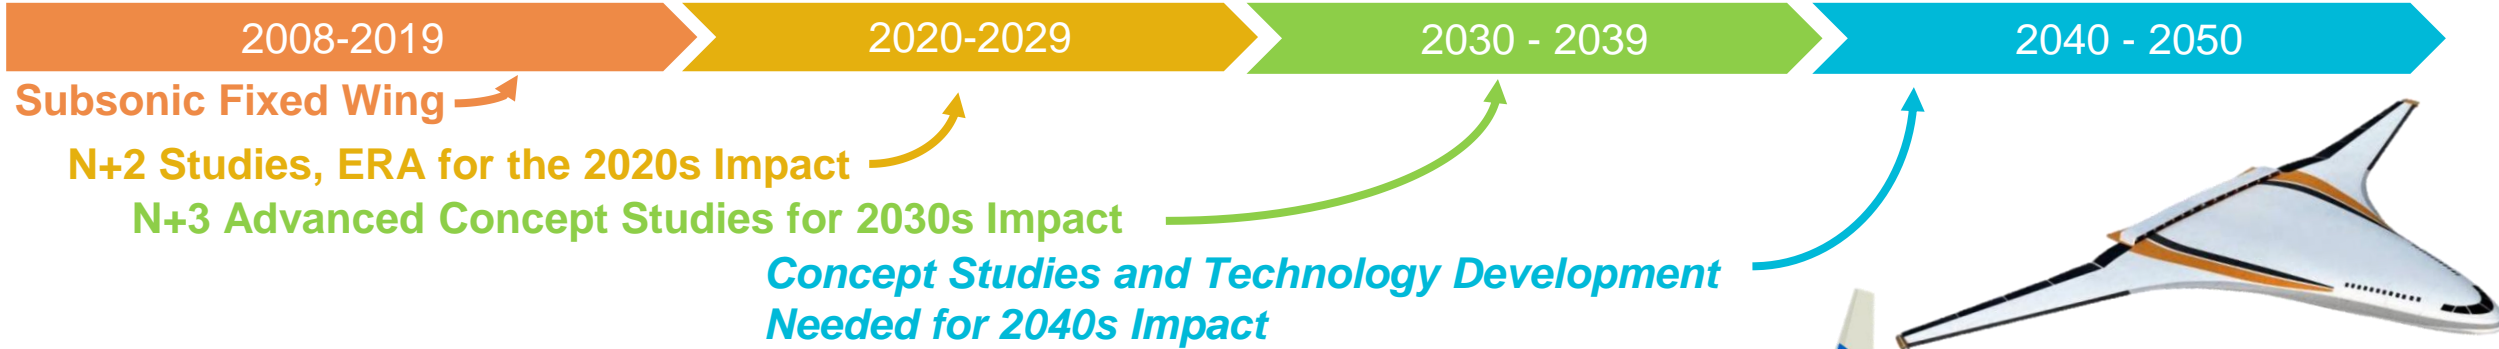 2008-2019
2020-2029
2030 - 2039
2040 - 2050
Subsonic Fixed Wing
N+2 Studies, ERA for the 2020s Impact
N+3 Advanced Concept Studies for 2030s Impact
Concept Studies and Technology Development
Needed for 2040s Impact